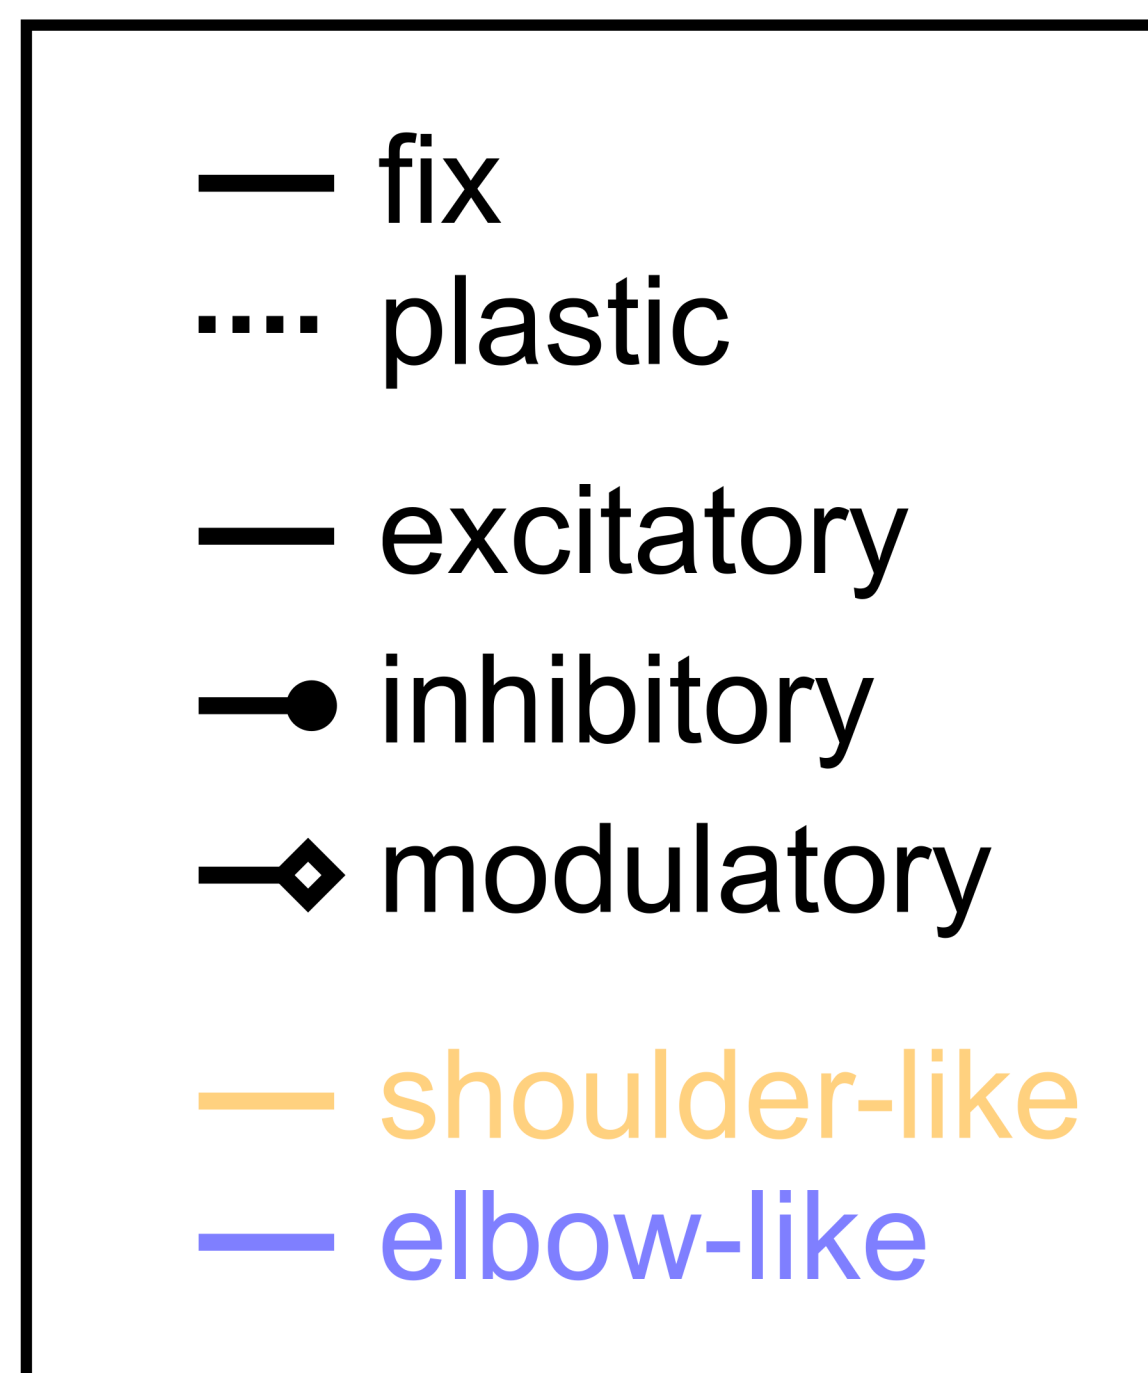 fix
plastic
excitatory
inhibitory
modulatory
shoulder-like
elbow-like